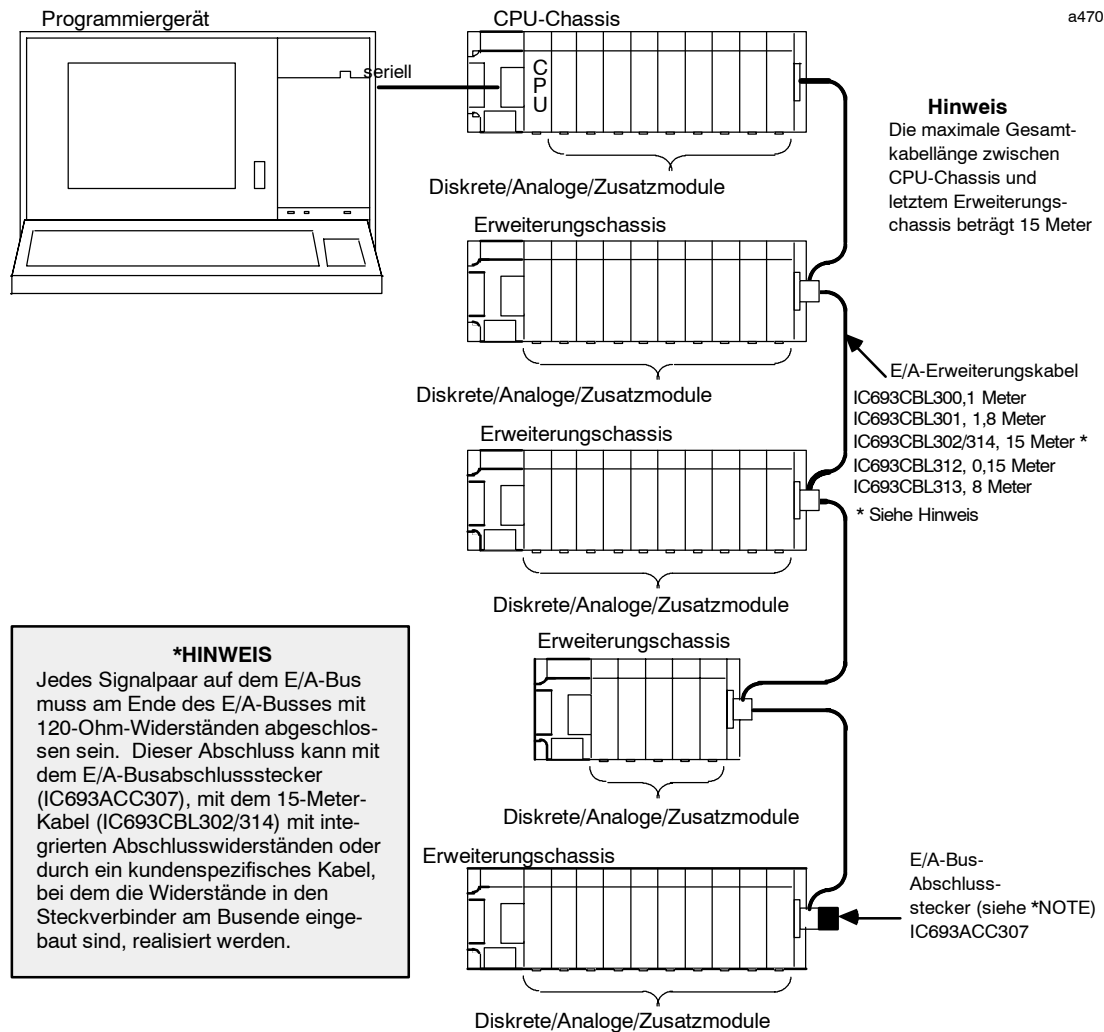 Programmiergerät
CPU-Chassis
a470
seriell
C
P
U
Hinweis
Die maximale Gesamt-
kabellänge zwischen
CPU-Chassis und
letztem Erweiterungs-
chassis beträgt 15 Meter
Diskrete/Analoge/Zusatzmodule
Erweiterungschassis
Diskrete/Analoge/Zusatzmodule
E/A-Erweiterungskabel
IC693CBL300,1 Meter
IC693CBL301, 1,8 Meter
IC693CBL302/314, 15 Meter *
IC693CBL312, 0,15 Meter
IC693CBL313, 8 Meter
* Siehe Hinweis
Erweiterungschassis
Diskrete/Analoge/Zusatzmodule
*HINWEIS
Jedes Signalpaar auf dem E/A-Bus
muss am Ende des E/A-Busses mit
120-Ohm-Widerständen abgeschlos-
sen sein. Dieser Abschluss kann mit
dem E/A-Busabschlussstecker
(IC693ACC307), mit dem 15-Meter-
Kabel (IC693CBL302/314) mit inte-
grierten Abschlusswiderständen oder
durch ein kundenspezifisches Kabel,
bei dem die Widerstände in den
Steckverbinder am Busende einge-
baut sind, realisiert werden.
Erweiterungschassis
Diskrete/Analoge/Zusatzmodule
Erweiterungschassis
E/A-Bus-
Abschluss-
stecker (siehe *NOTE)
IC693ACC307
Diskrete/Analoge/Zusatzmodule